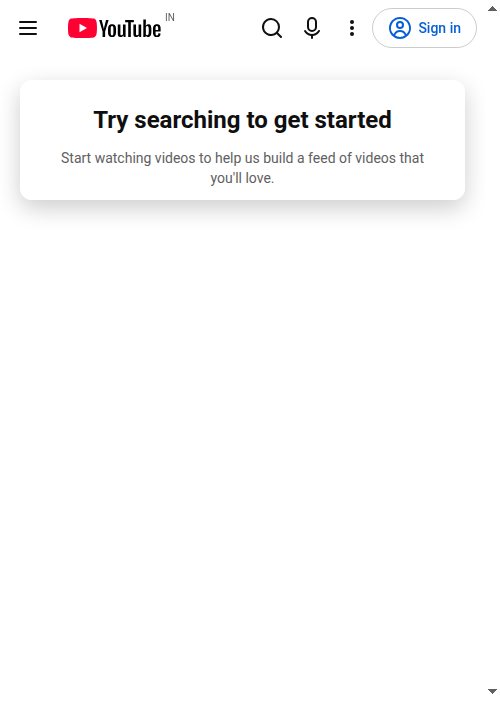 YouTube IN
Sign in
Try searching to get started
Start watching videos to help us build a feed of videos that
you'll love.